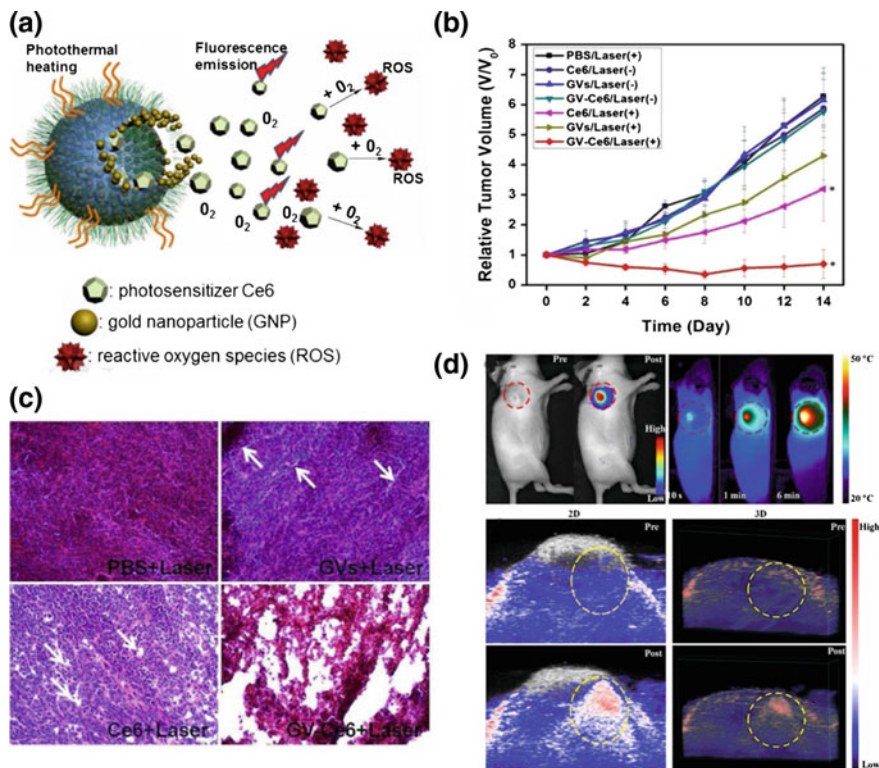 (a)
Photothermal
heating
Fluorescence
emission
ROS
+ O2
O2
ROS
+ O2
O2
O2
O2
O2
+ O2
ROS
: photosensitizer Ce6
: gold nanoparticle (GNP)
: reactive oxygen species (ROS)
(b)
Relative Tumor Volume (V/V0)
8
7
6
5
4
3
2
1
0
PBS/Laser(+)
Ce6/Laser(-)
GVs/Laser(-)
GV-Ce6/Laser(-)
Ce6/Laser(+)
GVs/Laser(+)
GV-Ce6/Laser(+)
*
*
0 2 4 6 8 10 12 14
Time (Day)
(c)
PBS+Laser
GVs+Laser
Ce6+Laser
GV-Ce6+Laser
(d)
Pre
Post
High
Low
10 s
1 min
6 min
50 °C
20 °C
2D
3D
Pre
Pre
Post
Post
High
Low